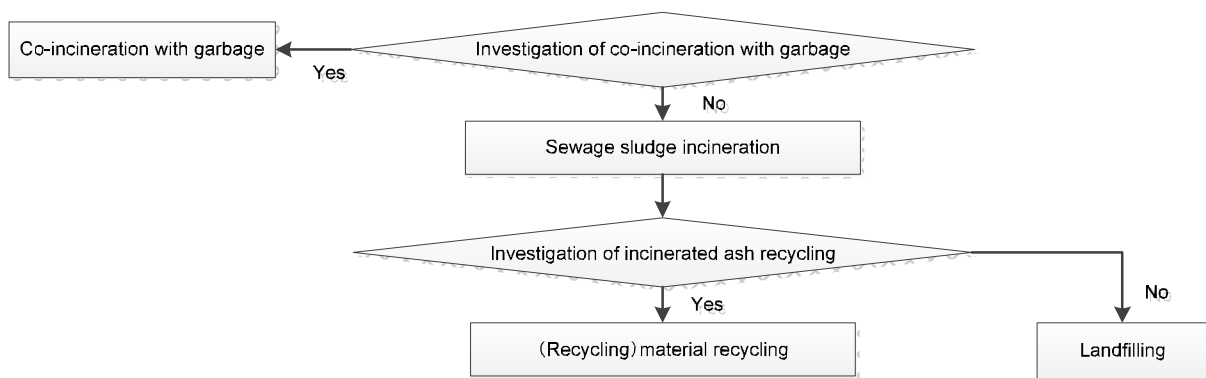 Co-incineration with garbage
Investigation of co-incineration with garbage
Yes
No
Sewage sludge incineration
Investigation of incinerated ash recycling
Yes
No
(Recycling) material recycling
Landfilling